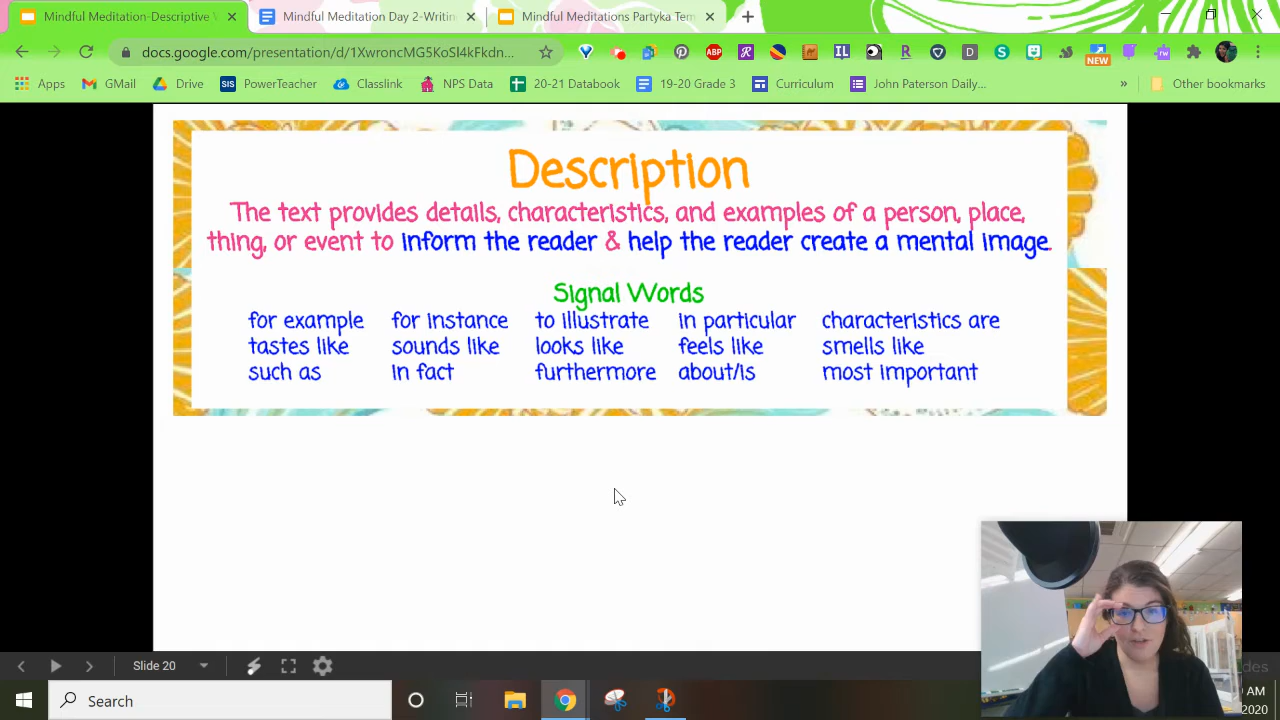 Mindful Meditation-Descriptive
Mindful Meditation Day 2-Writin
Mindful Meditations Partyka Tem
docs.google.com/presentation/d/1XwroncMG5KoSl4kFkdn...
NEW
Apps
GMail
Drive
SIS
PowerTeacher
Classlink
NPS Data
20-21 Databook
19-20 Grade 3
Curriculum
John Paterson Daily...
»
Other bookmarks
Description
The text provides details, characteristics, and examples of a person, place,
thing, or event to inform the reader & help the reader create a mental image.
Signal Words
for example for instance to illustrate in particular characteristics are
tastes like sounds like looks like feels like smells like
such as in fact furthermore about/is most important
Slide 20
Search
AM
2020